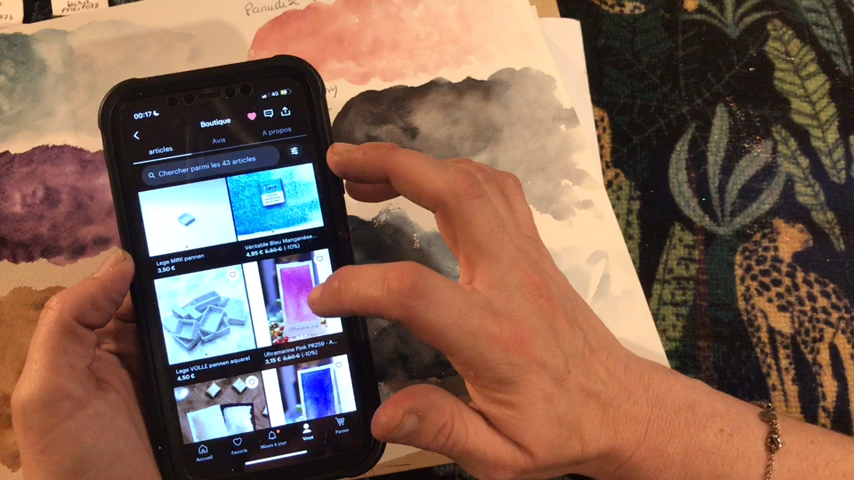 Paradise
00:17
4G
Boutique
articles
Avis
A propos
Chercher parmi les 43 articles
Lege MINI pannen
3,50 €
Véritable Bleu Manganèse...
4,95 € 5,50 € (-10%)
Lege VOLLE pannen aquarel
4,50 €
Ultramarine Pink PR259 - A...
3,15 € 3,50 € (-10%)
Accueil
Favoris
Mises à jour
Vous
Panier